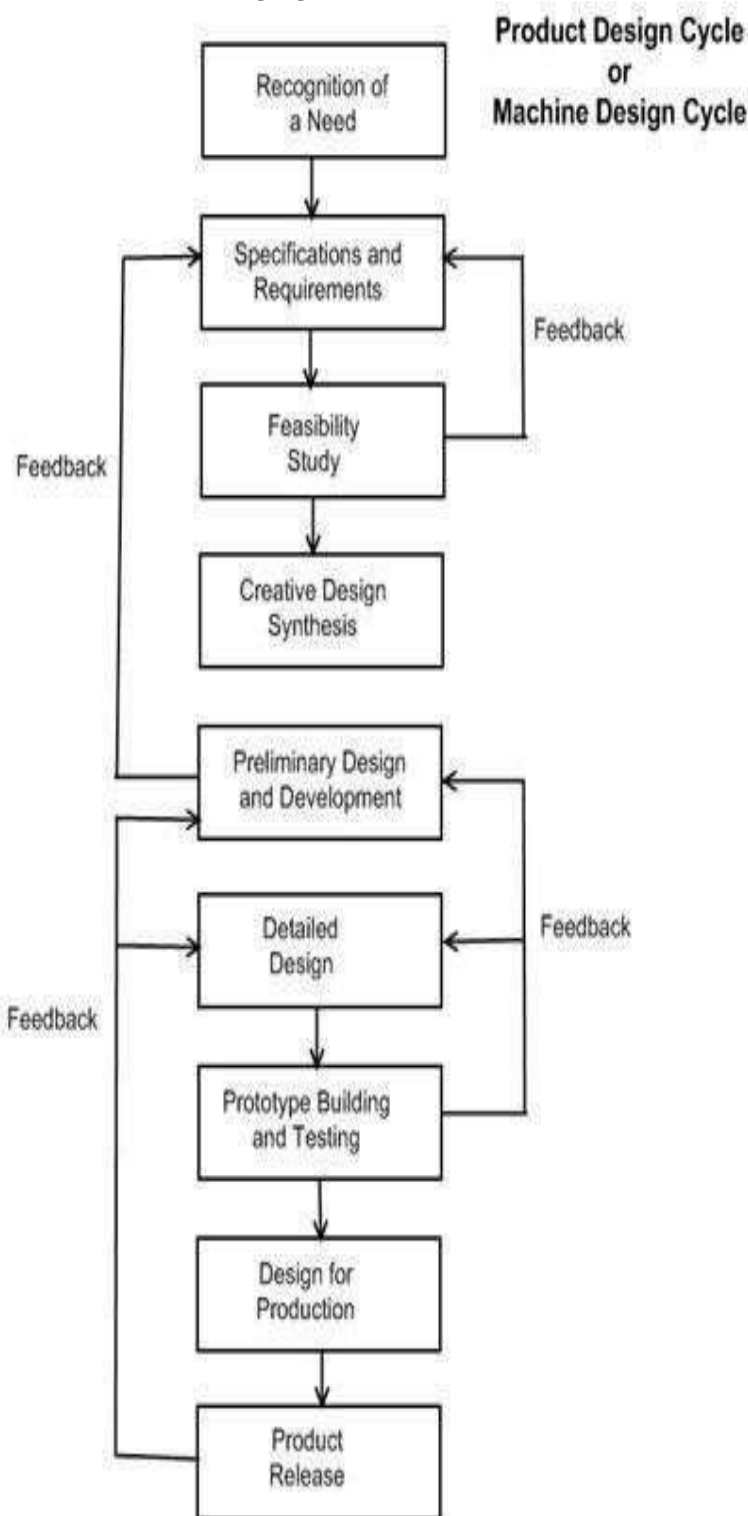 Product Design Cycle
or
Machine Design Cycle
Recognition of
a Need
Specifications and
Requirements
Feedback
Feasibility
Study
Feedback
Creative Design
Synthesis
Preliminary Design
and Development
Detailed
Design
Feedback
Feedback
Prototype Building
and Testing
Design for
Production
Product
Release